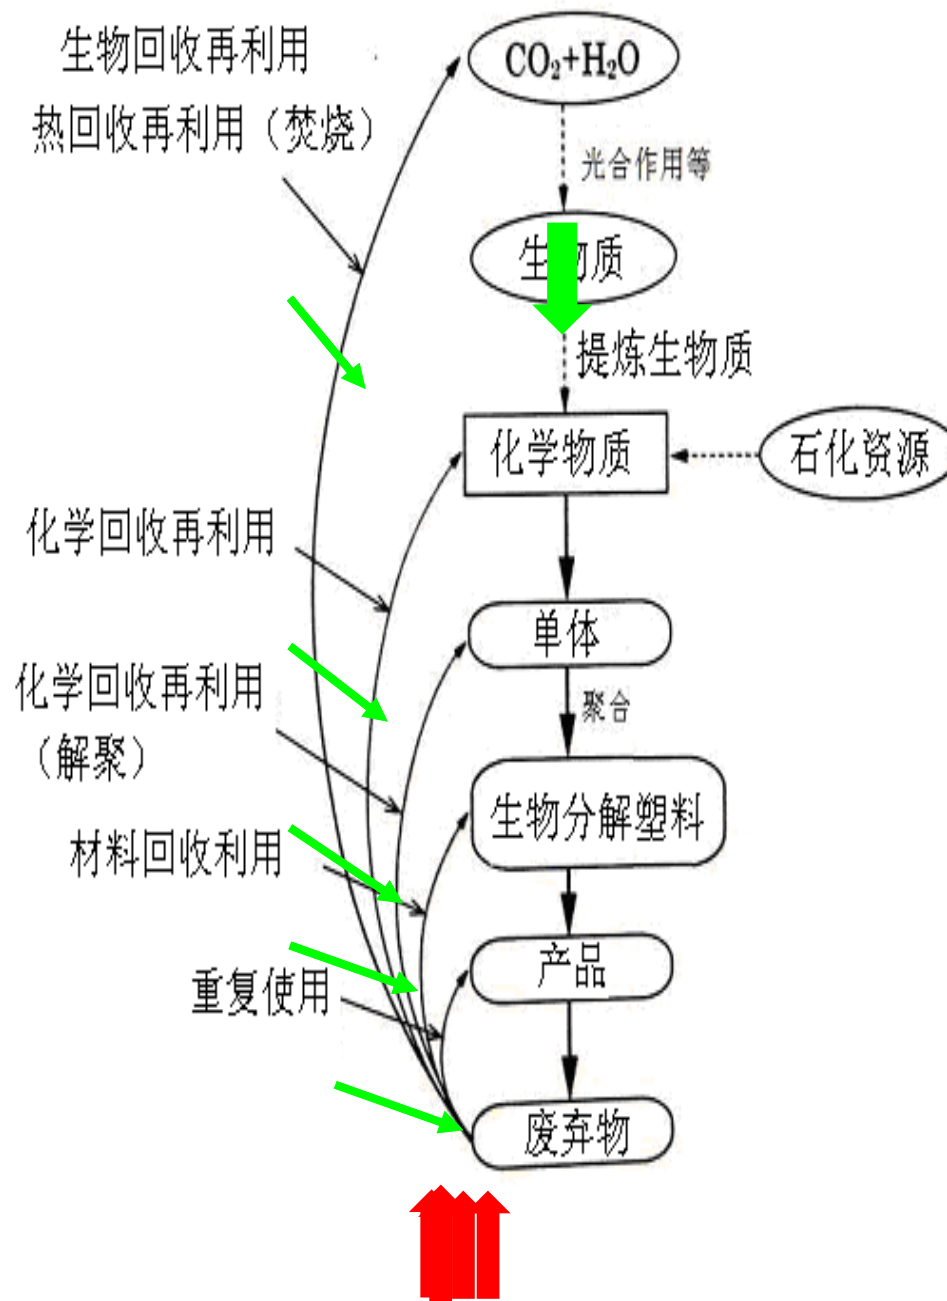 生物回收再利用
热回收再利用（焚烧）
CO₂+H₂O
光合作用等
生物质
提炼生物质
化学物质
石化资源
化学回收再利用
单体
化学回收再利用
（解聚）
聚合
生物分解塑料
材料回收利用
产品
重复使用
废弃物